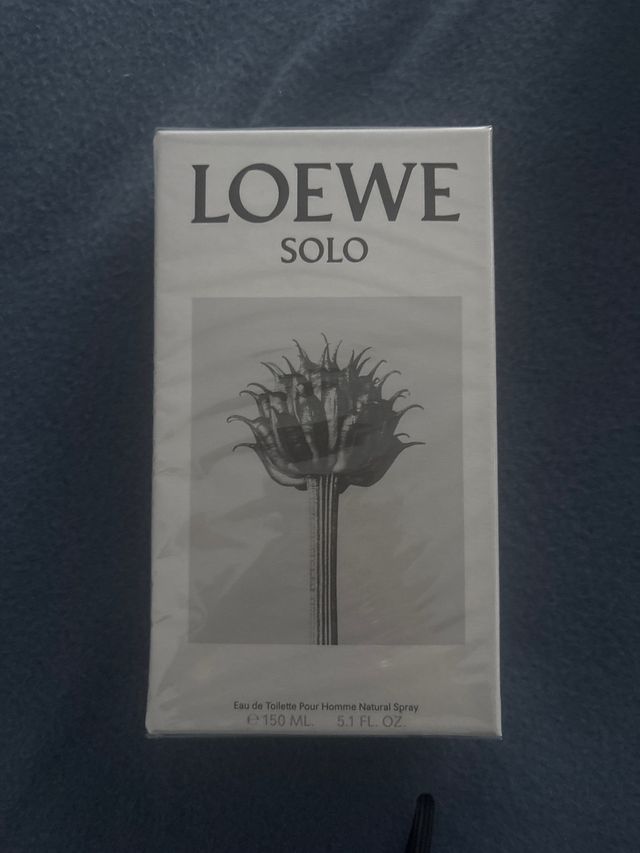 LOEWE
SOLO
Eau de Toilette Pour Homme Natural Spray
℮ 150 ML. 5.1 FL. OZ.